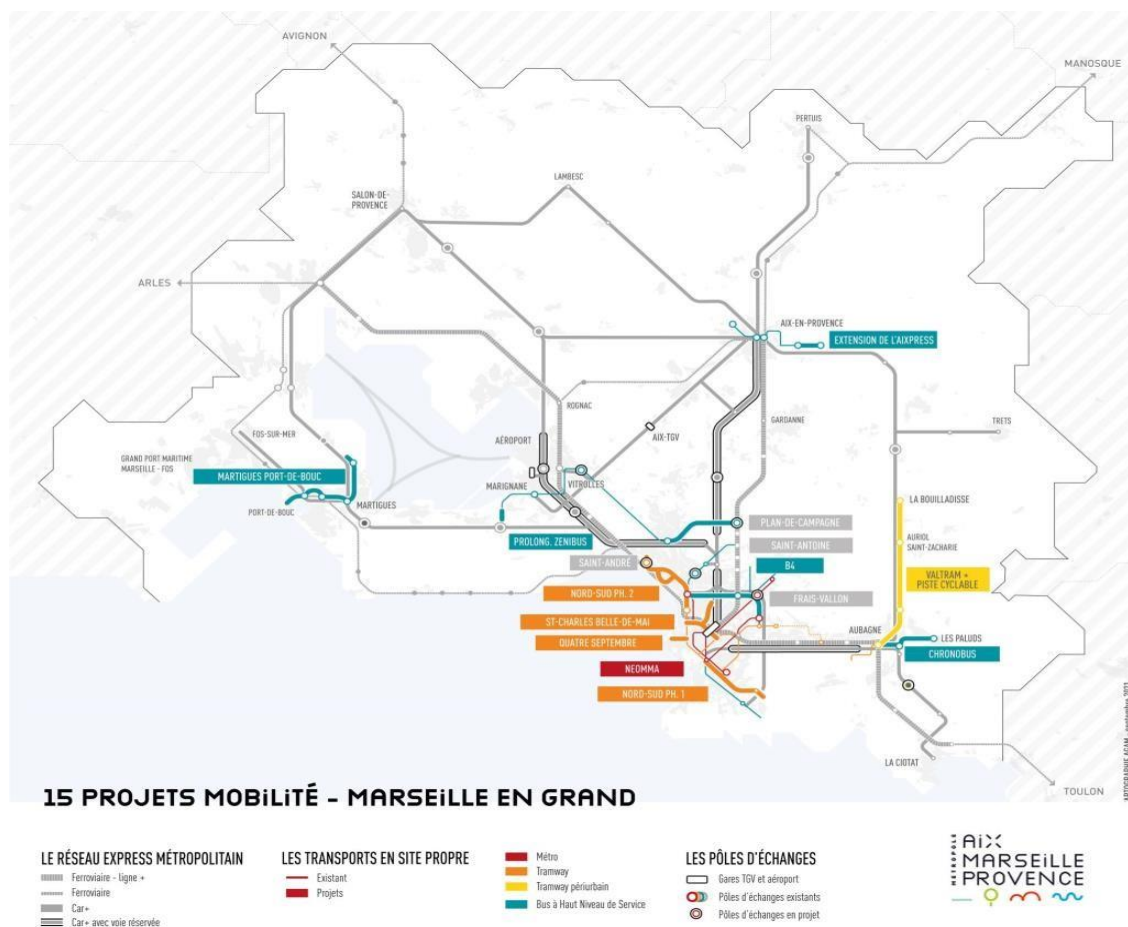 AVIGNON
MANOSQUE
PERTUIS
LAMBESC
SALON-DE-
PROVENCE
ARLES
AIX-EN-PROVENCE
EXTENSION DE L'AIXPRESS
ROGNAC
GARDANNE
TRETS
FOS-SUR-MER
AÉROPORT
AIX-TGV
GRAND PORT MARITIME
MARSEILLE - FOS
MARTIGUES PORT-DE-BOUC
MARIGNANE
VITROLLES
LA BOUILLADISSE
PORT-DE-BOUC
MARTIGUES
PLAN-DE-CAMPAGNE
PROLONG. ZENIBUS
SAINT-ANTOINE
AURIOL
SAINT-ZACHARIE
SAINT-ANDRÉ
B4
VALTRAM +
PISTE CYCLABLE
NORD-SUD PH. 2
FRAIS-VALLON
ST-CHARLES BELLE-DE-MAI
AUBAGNE
LES PALUDS
QUATRE SEPTEMBRE
CHRONOBUS
NEOMMA
NORD-SUD PH. 1
LA CIOTAT
TOULON
15 PROJETS MOBiLiTÉ - MARSEiLLE EN GRAND
LE RÉSEAU EXPRESS MÉTROPOLITAIN
Ferroviaire - ligne +
Ferroviaire
Car+
Car+ avec voie réservée
LES TRANSPORTS EN SITE PROPRE
Existant
Projets
Métro
Tramway
Tramway périurbain
Bus à Haut Niveau de Service
LES PÔLES D'ÉCHANGES
Gares TGV et aéroport
Pôles d'échanges existants
Pôles d'échanges en projet
MÉTROPOLE
AiX
MARSEiLLE
PROVENCE